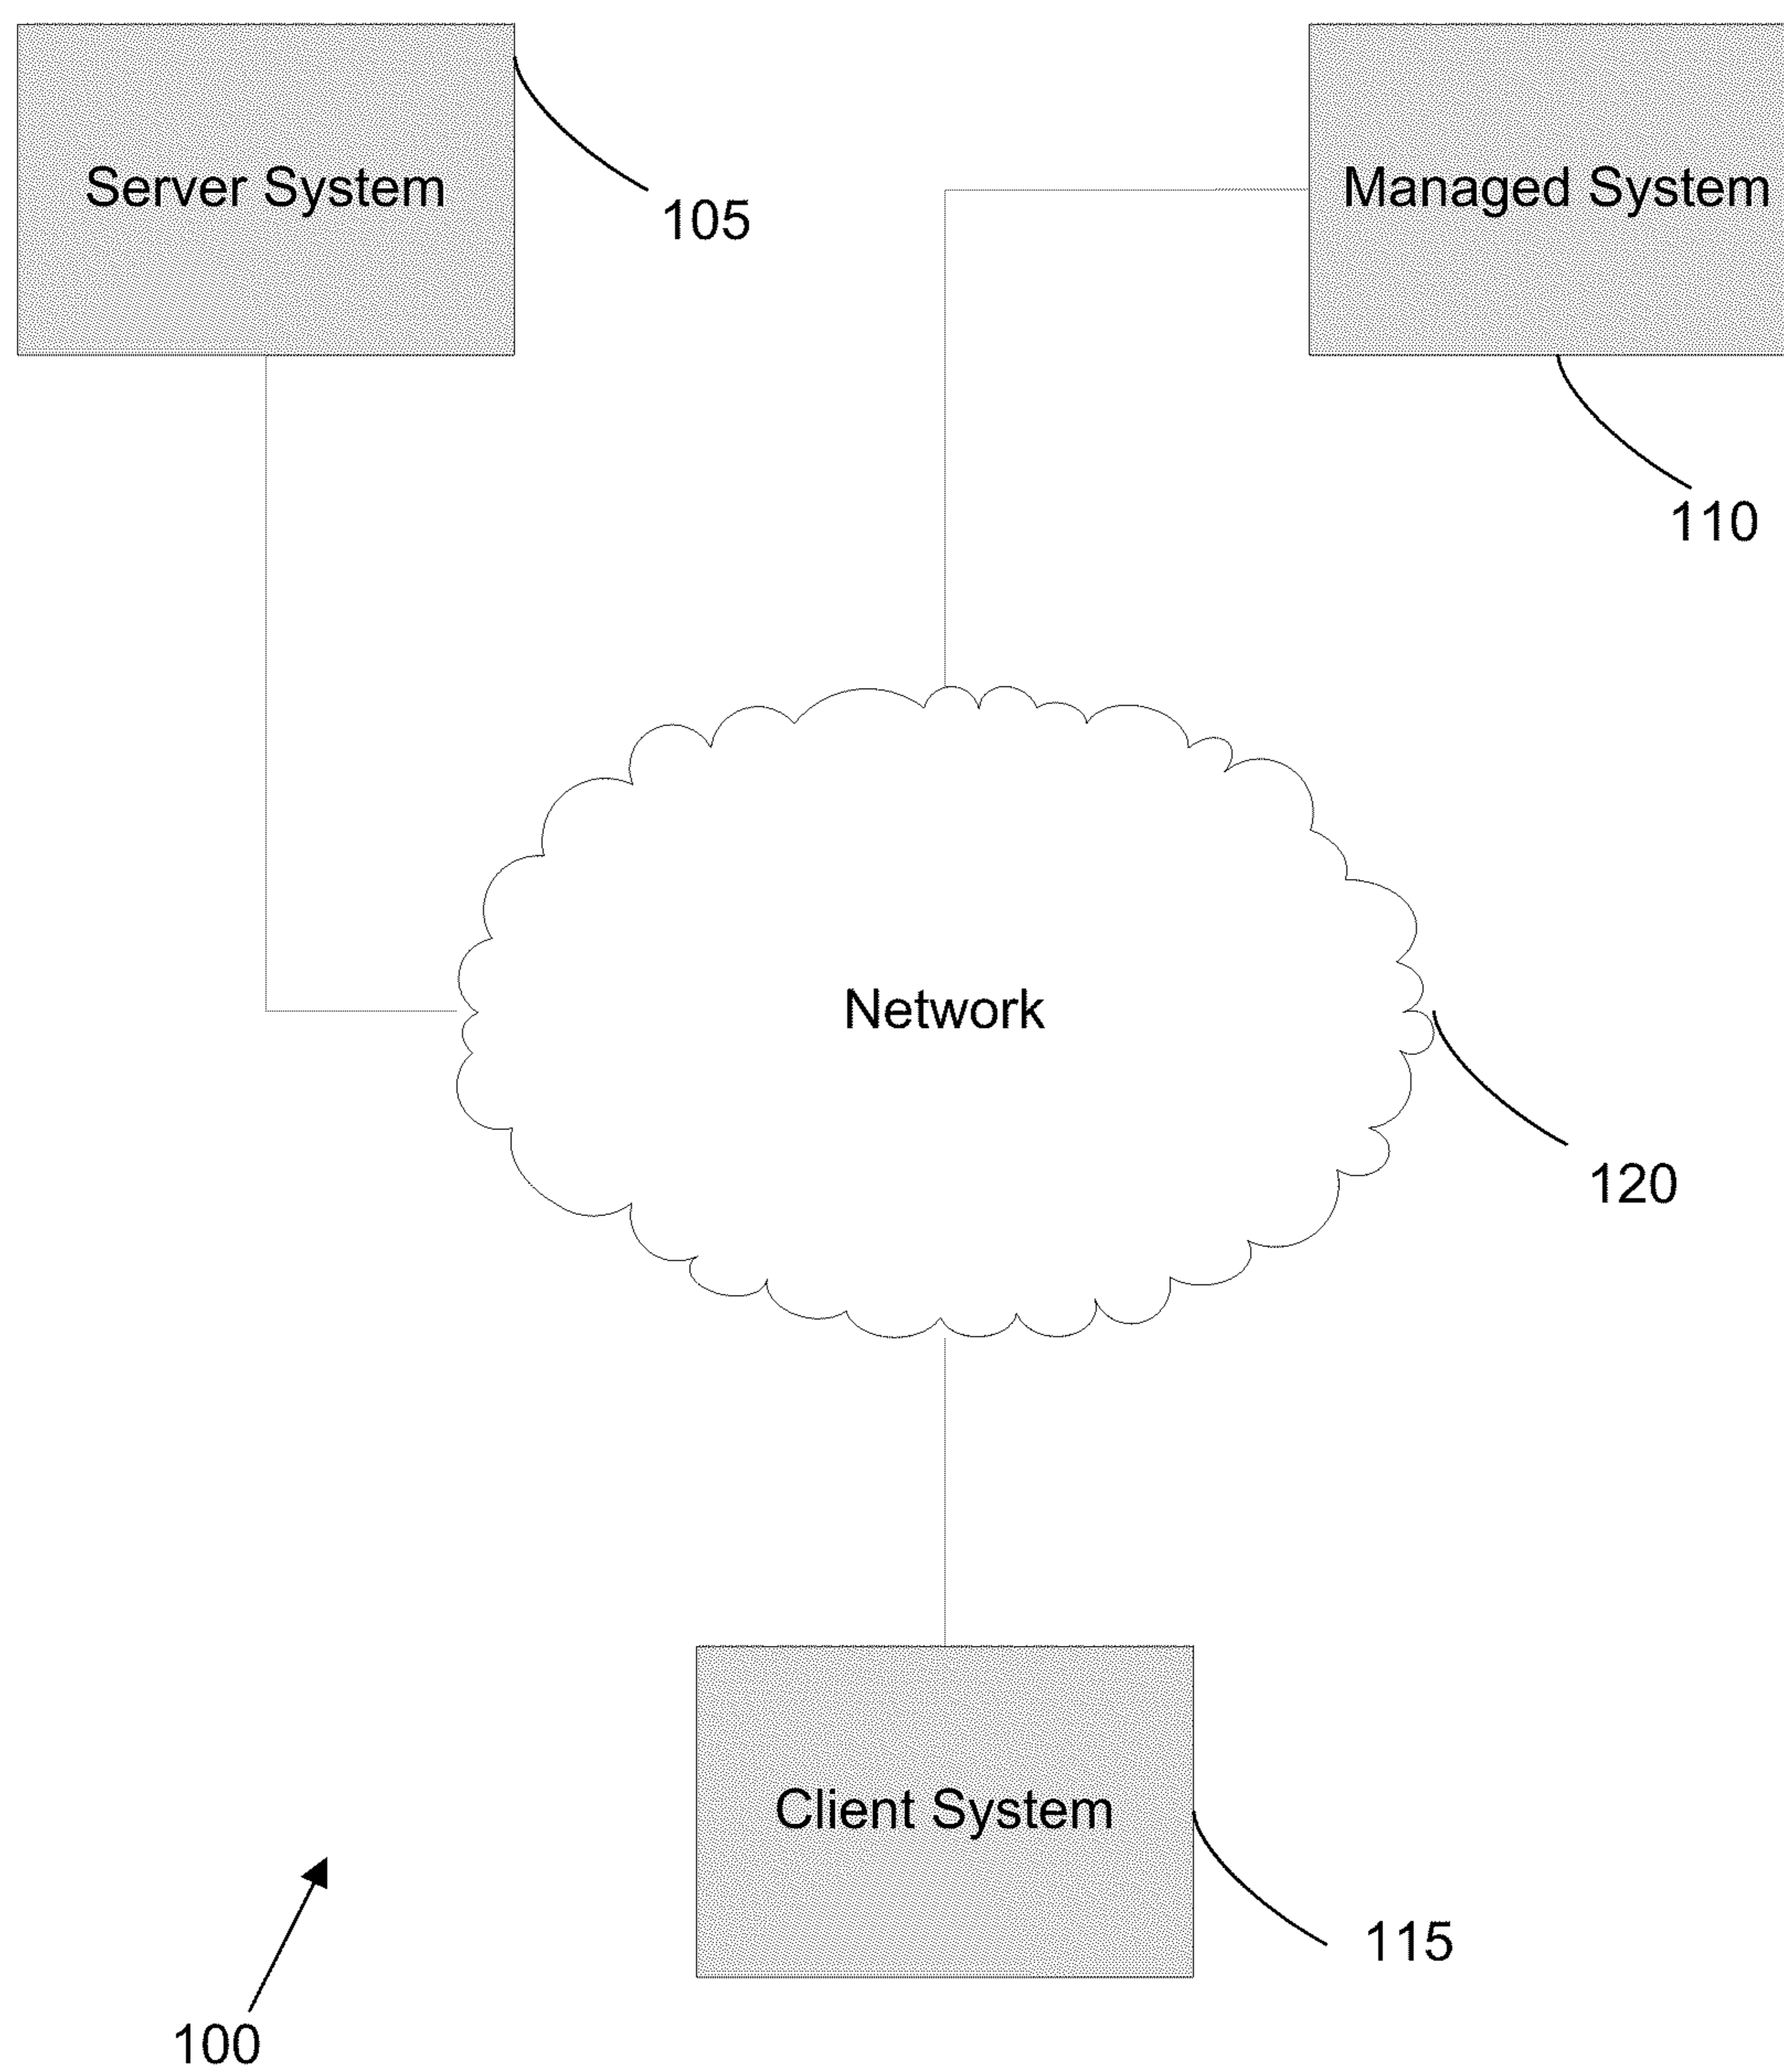 Server System
Managed System
105
110
Network
120
Client System
115
100